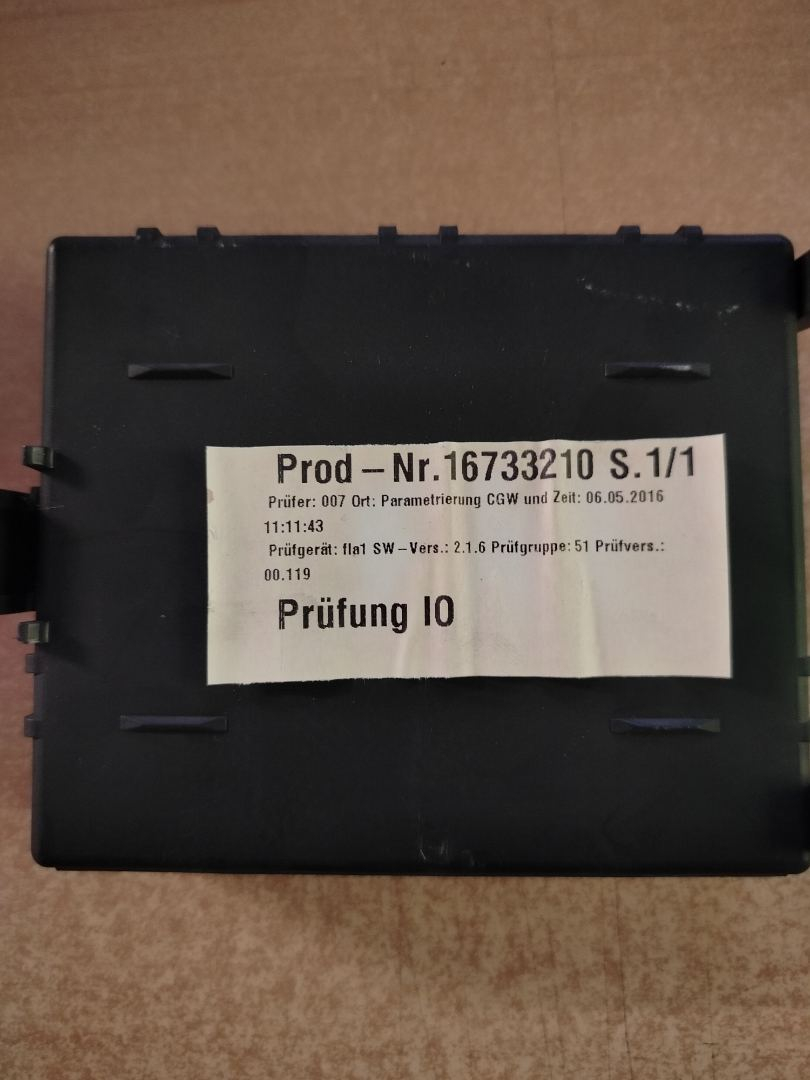 Prod – Nr.16733210 S.1/1
Prüfer: 007 Ort: Parametrierung CGW und Zeit: 06.05.2016
11:11:43
Prüfgerät: fla1 SW–Vers.: 2.1.6 Prüfgruppe: 51 Prüfvers.:
00.119
Prüfung IO